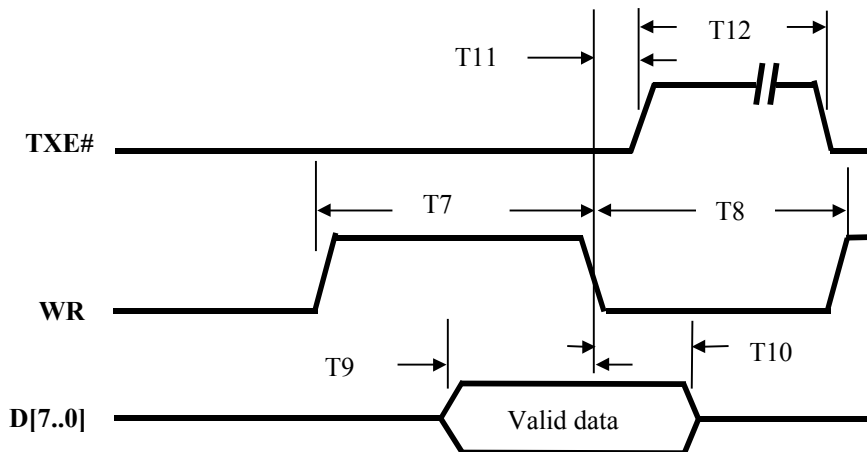 T12
T11
TXE#
T7
T8
WR
T9
T10
D[7..0]
Valid data